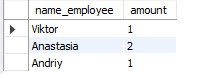 name_employee amount
Viktor 1
Anastasia 2
Andriy 1